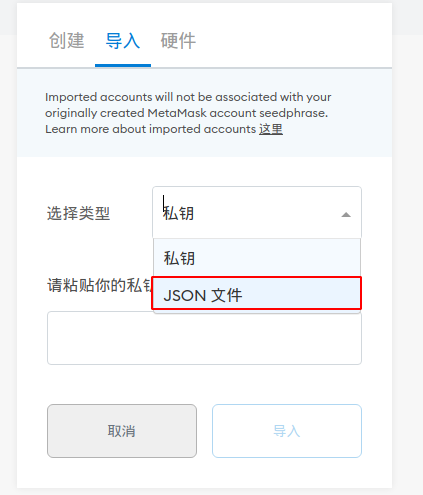 创建 导入 硬件
Imported accounts will not be associated with your
originally created MetaMask account seedphrase.
Learn more about imported accounts 这里
选择类型 私钥
私钥
请粘贴你的私钥
JSON 文件
取消 导入